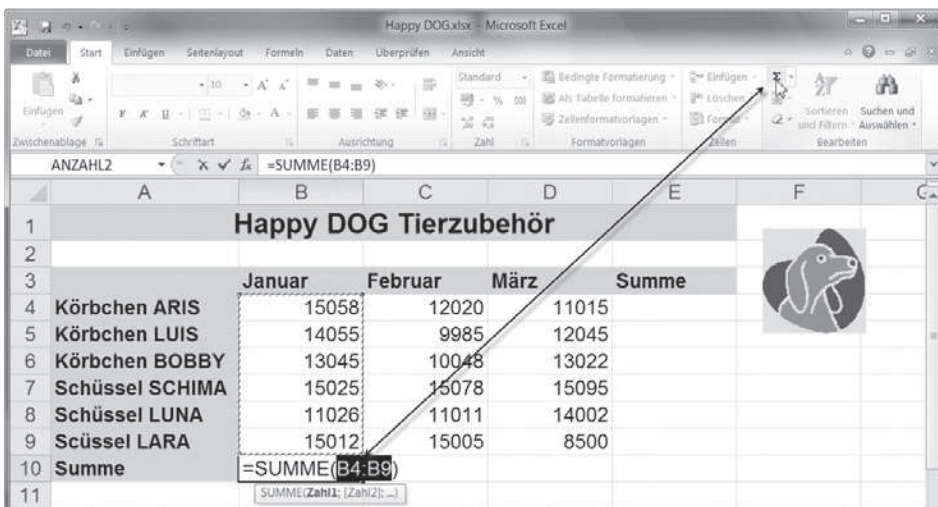 Happy DOG.xlsx - Microsoft Excel
Datei Start Einfügen Seitenlayout Formeln Daten Überprüfen Ansicht
Einfügen
10 A A Standard Bedingte Formatierung Einfügen Σ
F K U A % 000 Als Tabelle formatieren Löschen Sortieren und Filtern Suchen und Auswählen
Zellenformatvorlagen Format
Zwischenablage Schriftart Ausrichtung Zahl Formatvorlagen Zellen Bearbeiten
ANZAHL2 fx =SUMME(B4:B9)
A B C D E F G
1 Happy DOG Tierzubehör
2
3 Januar Februar März Summe
4 Körbchen ARIS 15058 12020 11015
5 Körbchen LUIS 14055 9985 12045
6 Körbchen BOBBY 13045 10048 13022
7 Schüssel SCHIMA 15025 15078 15095
8 Schüssel LUNA 11026 11011 14002
9 Scüssel LARA 15012 15005 8500
10 Summe =SUMME(B4:B9)
11 SUMME(Zahl1; [Zahl2]; ...)